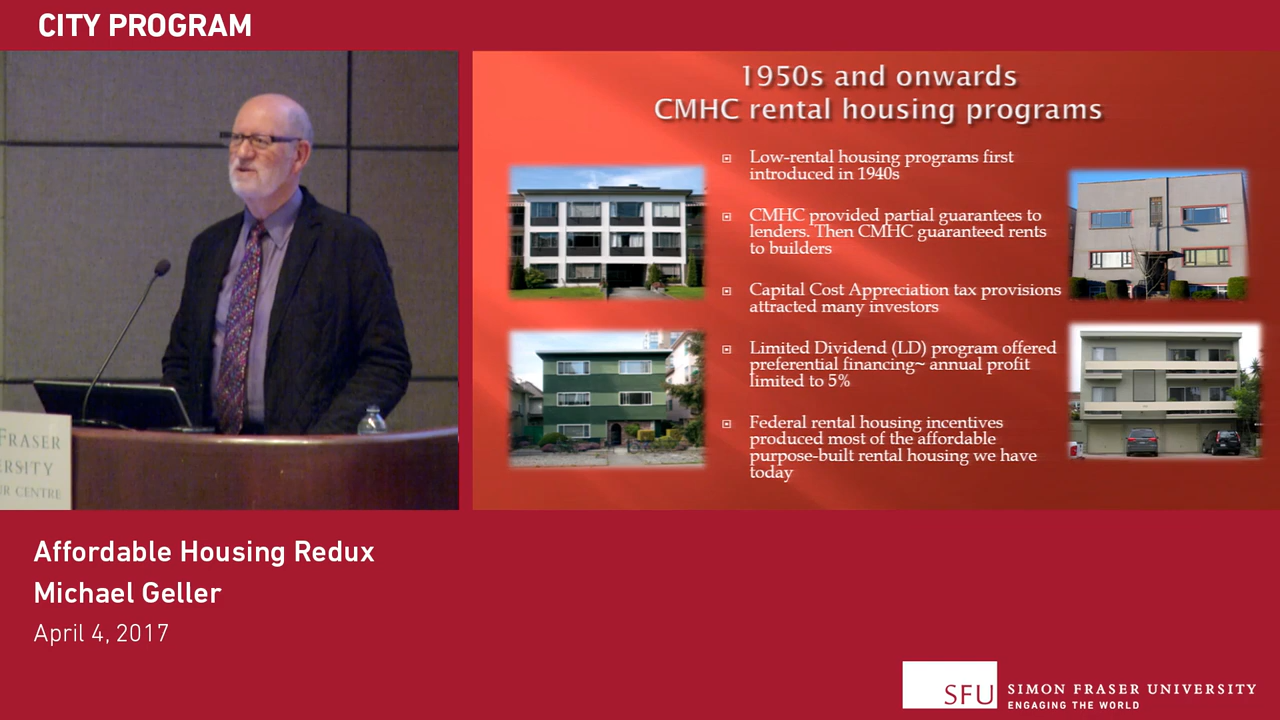 CITY PROGRAM
1950s and onwards
CMHC rental housing programs
Low-rental housing programs first
introduced in 1940s
CMHC provided partial guarantees to
lenders. Then CMHC guaranteed rents
to builders
Capital Cost Appreciation tax provisions
attracted many investors
Limited Dividend (LD) program offered
preferential financing~ annual profit
limited to 5%
Federal rental housing incentives
produced most of the affordable
purpose-built rental housing we have
today
FRASER
ERSITY
UR CENTRE
Affordable Housing Redux
Michael Geller
April 4, 2017
SFU SIMON FRASER UNIVERSITY
ENGAGING THE WORLD